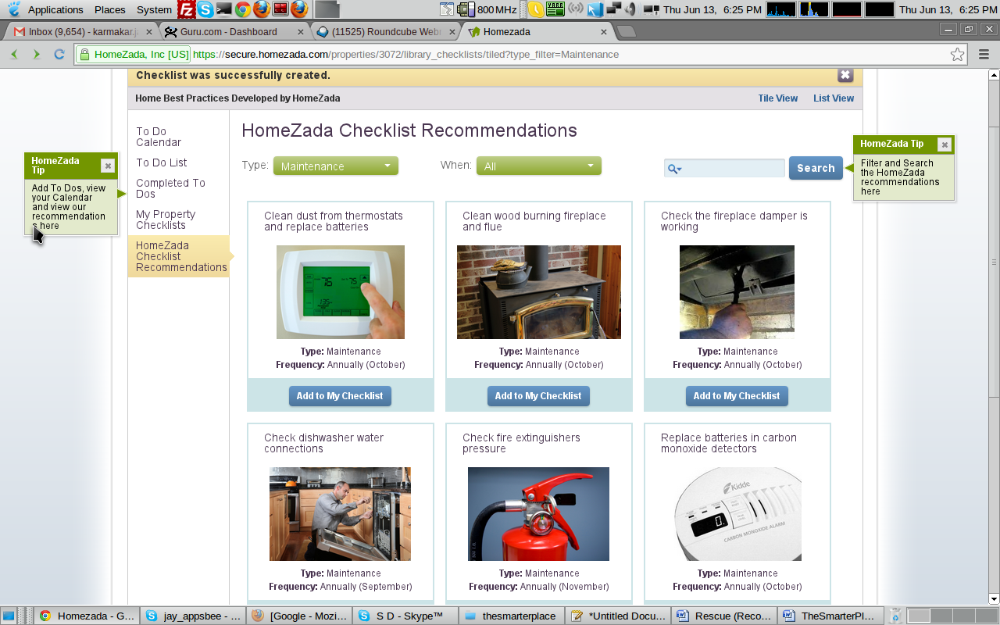 Applications Places System 800 MHz Thu Jun 13, 6:25 PM Thu Jun 13, 6:25 PM
Inbox (9,654) - karmakar.j
Guru.com - Dashboard
(11525) Roundcube Web
Homezada
HomeZada, Inc [US] https://secure.homezada.com/properties/3072/library_checklists/tiled?type_filter=Maintenance
Checklist was successfully created.
Home Best Practices Developed by HomeZada
Tile View List View
To Do
Calendar
To Do List
Completed To
Dos
My Property
Checklists
HomeZada
Checklist
Recommendations
HomeZada
Tip
Add To Dos, view
your Calendar
and view our
recommendation
s here
HomeZada Checklist Recommendations
Type: Maintenance
When: All
Search
HomeZada Tip
Filter and Search
the HomeZada
recommendations
here
Clean dust from thermostats
and replace batteries
76 75
135
Type: Maintenance
Frequency: Annually (October)
Add to My Checklist
Clean wood burning fireplace
and flue
Type: Maintenance
Frequency: Annually (October)
Add to My Checklist
Check the fireplace damper is
working
Type: Maintenance
Frequency: Annually (October)
Add to My Checklist
Check dishwasher water
connections
Type: Maintenance
Frequency: Annually (September)
Check fire extinguishers
pressure
Type: Maintenance
Frequency: Annually (November)
Replace batteries in carbon
monoxide detectors
Kidde
0.
CARBON MONOXIDE ALARM
Type: Maintenance
Frequency: Annually (October)
Homezada - G...
jay_appsbee - ...
[Google - Mozi...
S D - Skype™
thesmarterplace
*Untitled Docu...
Rescue (Reco...
TheSmarterPl...